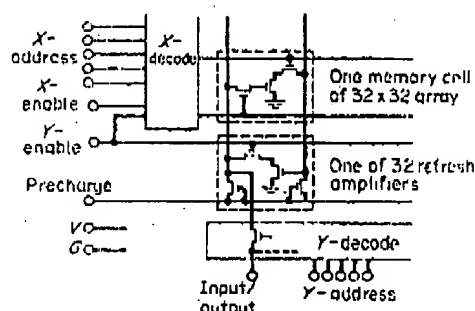 X-
address
X-
enable
Y-
enable
Precharge
V
G
X-
decode
One memory cell
of 32 x 32 array
One of 32 refresh
amplifiers
Y-decode
Input/
output
Y-address